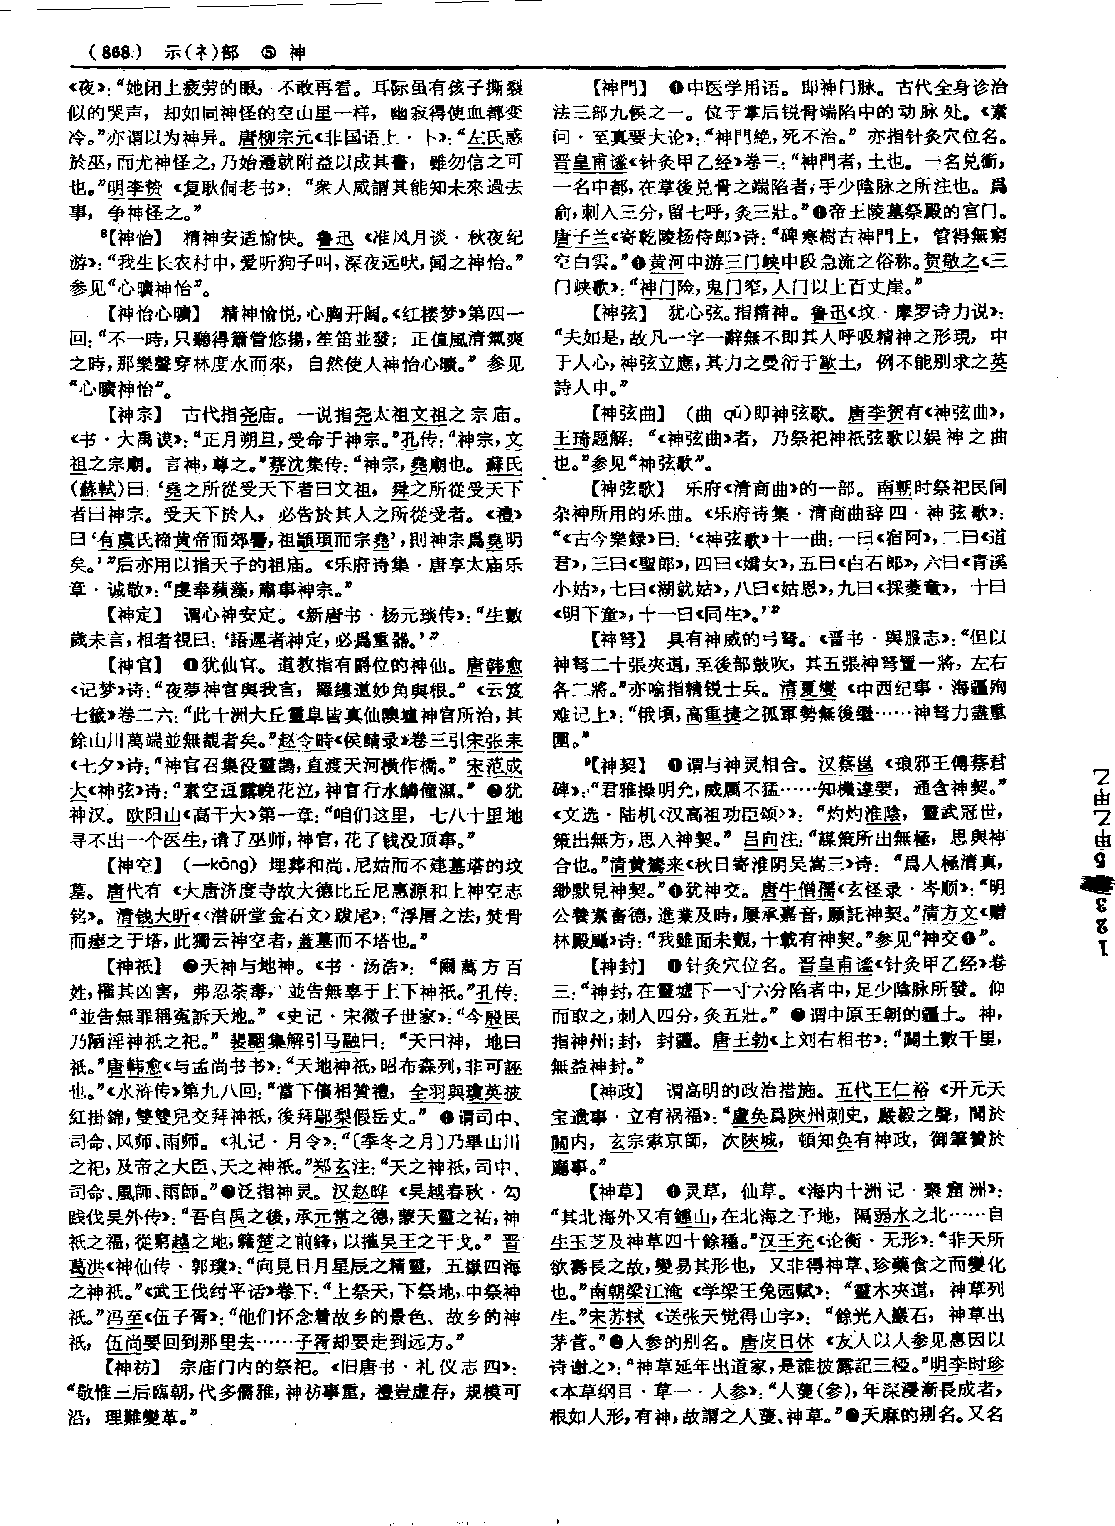 (868) 示(礻)部 ⑤ 神
《夜》：“她闭上疲劳的眼，不敢再看。耳际虽有孩子撕裂
似的哭声，却如同神怪的空山里一样，幽寂得使血都变
冷。”亦谓以为神异。唐柳宗元《非国语上·卜》：“左氏惑
於巫，而尤神怪之，乃始遷就附益以成其書，雖勿信之可
也。”明李贽《复耿侗老书》：“衆人咸謂其能知未來過去
事，争神怪之。”
⁸【神怡】 精神安适愉快。鲁迅《准风月谈·秋夜纪
游》：“我生长农村中，爱听狗子叫，深夜远吠，闻之神怡。”
参见“心曠神怡”。
【神怡心曠】 精神愉悦，心胸开阔。《红楼梦》第四一
回：“不一時，只聽得簫管悠揚，笙笛並發；正值風清氣爽
之時，那樂聲穿林度水而來，自然使人神怡心曠。”参见
“心曠神怡”。
【神宗】 古代指尧庙。一说指尧太祖文祖之宗庙。
《书·大禹谟》：“正月朔旦，受命于神宗。”孔传：“神宗，文
祖之宗廟。言神，尊之。”蔡沈集传：“神宗，堯廟也。蘇氏
(蘇軾)曰：‘堯之所從受天下者曰文祖，舜之所從受天下
者曰神宗。受天下於人，必告於其人之所從受者。《禮》
曰‘有虞氏禘黄帝而郊嚳，祖顓頊而宗堯’，則神宗爲堯明
矣。’”后亦用以指天子的祖庙。《乐府诗集·唐享太庙乐
章·诚敬》：“虔奉蘋藻，肅事神宗。”
【神定】 谓心神安定。《新唐书·杨元琰传》：“生數
歲未言，相者視曰：‘語遲者神定，必爲重器。’”
【神官】 ❶犹仙官。道教指有爵位的神仙。唐韩愈
《记梦》诗：“夜夢神官與我言，羅縷道妙角與根。”《云笈
七籤》卷二六：“此十洲大丘靈阜皆真仙隩墟神官所治，其
餘山川萬端並無覩者矣。”赵令畤《侯鲭录》卷三引宋张耒
《七夕》诗：“神官召集役靈鵲，直渡天河横作橋。”宋范成
大《神弦》诗：“素空逗露晚花泣，神官行水鱗僮濕。”❷犹
神汉。欧阳山《高干大》第一章：“咱们这里，七八十里地
寻不出一个医生，请了巫师，神官，花了钱没顶事。”
【神空】 (—kōng) 埋葬和尚、尼姑而不建墓塔的坟
墓。唐代有《大唐济度寺故大德比丘尼惠源和上神空志
铭》。清钱大昕《〈潜研堂金石文〉跋尾》：“浮屠之法，焚骨
而瘞之于塔，此獨云神空者，蓋墓而不塔也。”
【神祇】 ❶天神与地神。《书·汤诰》：“爾萬方百
姓，罹其凶害，弗忍荼毒，並告無辜于上下神祇。”孔传：
“並告無罪稱冤訴天地。”《史记·宋微子世家》：“今殷民
乃陋淫神祇之祀。”裴駰集解引马融曰：“天曰神，地曰
祇。”唐韩愈《与孟尚书书》：“天地神祇，昭布森列，非可誣
也。”《水浒传》第九八回：“當下儐相贊禮，全羽與瓊英披
紅掛錦，雙雙兒交拜神祇，後拜鄔梨假岳丈。”❷谓司中、
司命、风师、雨师。《礼记·月令》：“〔季冬之月〕乃畢山川
之祀，及帝之大臣、天之神祇。”郑玄注：“天之神祇，司中、
司命、風師、雨師。”❸泛指神灵。汉赵晔《吴越春秋·勾
践伐吴外传》：“吾自禹之後，承元常之德，蒙天靈之祐，神
祇之福，從窮越之地，籍楚之前鋒，以摧吴王之干戈。”晋
葛洪《神仙传·郭璞》：“向見日月星辰之精靈，五嶽四海
之神祇。”《武王伐纣平话》卷下：“上祭天，下祭地，中祭神
祇。”冯至《伍子胥》：“他们怀念着故乡的景色、故乡的神
祇，伍尚要回到那里去……子胥却要走到远方。”
【神祊】 宗庙门内的祭祀。《旧唐书·礼仪志四》：
“敬惟二后臨朝，代多儒雅，神祊事重，禮豈虚存，規模可
沿，理難變革。”
【神門】 ❶中医学用语。即神门脉。古代全身诊治
法三部九候之一。位于掌后锐骨端陷中的动脉处。《素
问·至真要大论》：“神門絶，死不治。”亦指针灸穴位名。
晋皇甫谧《针灸甲乙经》卷三：“神門者，土也。一名兑衝，
一名中都，在掌後兑骨之端陷者，手少陰脉之所注也。爲
俞，刺入三分，留七呼，灸三壯。”❷帝王陵墓祭殿的宫门。
唐子兰《寄乾陵杨侍郎》诗：“碑寒樹古神門上，管得無窮
空白雲。”❸黄河中游三门峡中段急流之俗称。贺敬之《三
门峡歌》：“神门险，鬼门窄，人门以上百丈崖。”
【神弦】 犹心弦。指精神。鲁迅《坟·摩罗诗力说》：
“夫如是，故凡一字一辭無不即其人呼吸精神之形現，中
于人心，神弦立應，其力之曼衍于歐土，例不能别求之英
詩人中。”
【神弦曲】 (曲 qǔ)即神弦歌。唐李贺有《神弦曲》，
王琦题解：“《神弦曲》者，乃祭祀神祇弦歌以娱神之曲
也。”参见“神弦歌”。
【神弦歌】 乐府《清商曲》的一部。南朝时祭祀民间
杂神所用的乐曲。《乐府诗集·清商曲辞四·神弦歌》：
“《古今樂録》曰：‘《神弦歌》十一曲：一曰《宿阿》，二曰《道
君》，三曰《聖郎》，四曰《嬌女》，五曰《白石郎》，六曰《青溪
小姑》，七曰《湖就姑》，八曰《姑恩》，九曰《採菱童》，十曰
《明下童》，十一曰《同生》。’”
【神弩】 具有神威的弓弩。《晋书·舆服志》：“但以
神弩二十張夾道，至後部鼓吹，其五張神弩置一將，左右
各二將。”亦喻指精锐士兵。清夏燮《中西纪事·海疆殉
难记上》：“俄頃，高重捷之孤軍勢無後繼……神弩力盡重
圍。”
⁹【神契】 ❶谓与神灵相合。汉蔡邕《琅邪王傅蔡君
碑》：“君雅操明允，威厲不猛……知機達要，通含神契。”
《文选·陆机〈汉高祖功臣颂〉》：“灼灼淮陰，靈武冠世，
策出無方，思入神契。”吕向注：“謀策所出無極，思與神
合也。”清黄鷟来《秋日寄淮阴吴嵩三》诗：“爲人極清真，
緲默見神契。”❷犹神交。唐牛僧孺《玄怪录·岑顺》：“明
公養素畜德，進業及時，屢承嘉音，願託神契。”清方文《赠
林殿颺》诗：“我雖面未覿，十載有神契。”参见“神交❶”。
【神封】 ❶针灸穴位名。晋皇甫谧《针灸甲乙经》卷
三：“神封，在靈墟下一寸六分陷者中，足少陰脉所發。仰
而取之，刺入四分，灸五壯。”❷谓中原王朝的疆土。神，
指神州；封，封疆。唐王勃《上刘右相书》：“闢土數千里，
無益神封。”
【神政】 谓高明的政治措施。五代王仁裕《开元天
宝遗事·立有祸福》：“盧奂爲陝州刺史，嚴毅之聲，聞於
關内，玄宗素京師，次陝城，頓知奂有神政，御筆贊於
廳事。”
【神草】 ❶灵草，仙草。《海内十洲记·聚窟洲》：
“其北海外又有鍾山，在北海之子地，隔弱水之北……自
生玉芝及神草四十餘種。”汉王充《论衡·无形》：“非天所
欲壽長之故，變易其形也，又非得神草、珍藥食之而變化
也。”南朝梁江淹《学梁王兔园赋》：“靈木夾道，神草列
生。”宋苏轼《送张天觉得山字》：“餘光入巖石，神草出
茅菅。”❷人参的别名。唐皮日休《友人以人参见惠因以
诗谢之》：“神草延年出道家，是誰披露記三椏。”明李时珍
《本草纲目·草一·人参》：“人薓(参)，年深浸漸長成者，
根如人形，有神，故謂之人薓、神草。”❸天麻的别名。又名